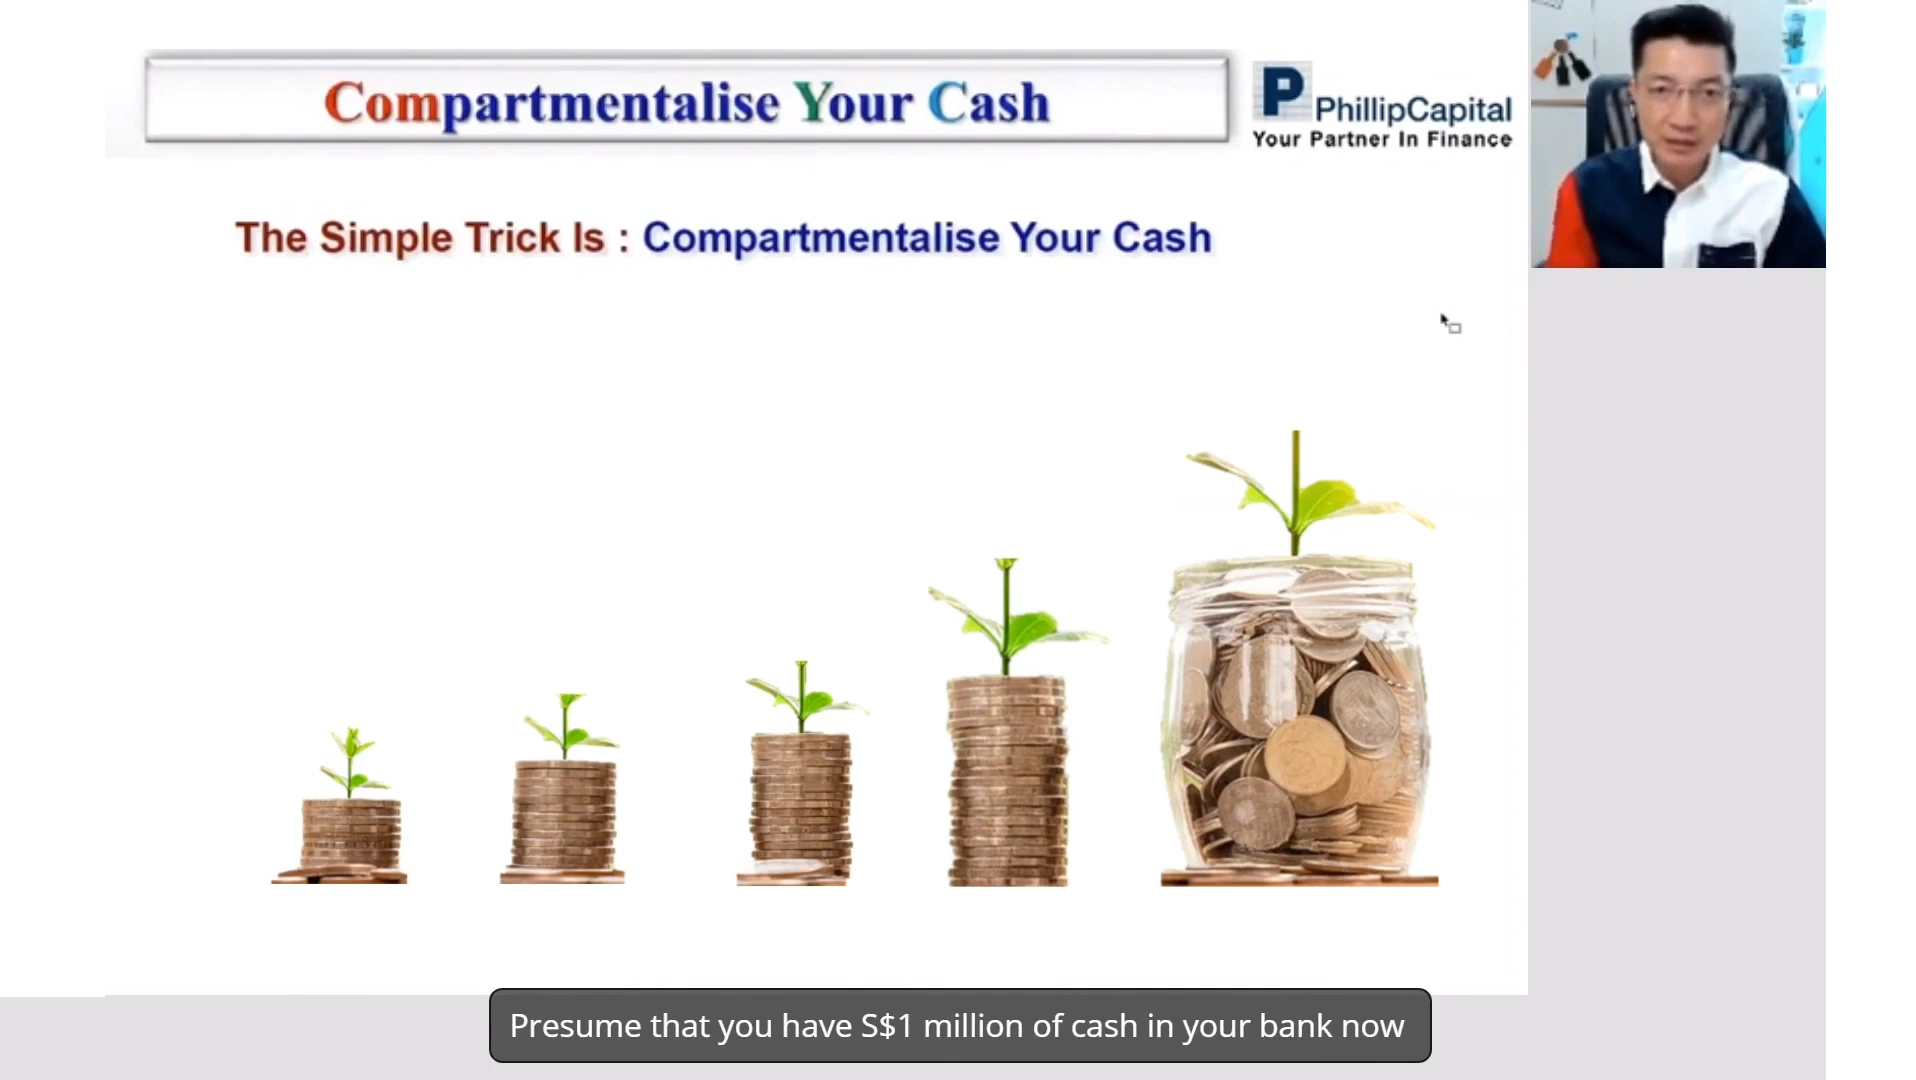 Compartmentalise Your Cash
P PhillipCapital
Your Partner In Finance
The Simple Trick Is : Compartmentalise Your Cash
Presume that you have S$1 million of cash in your bank now